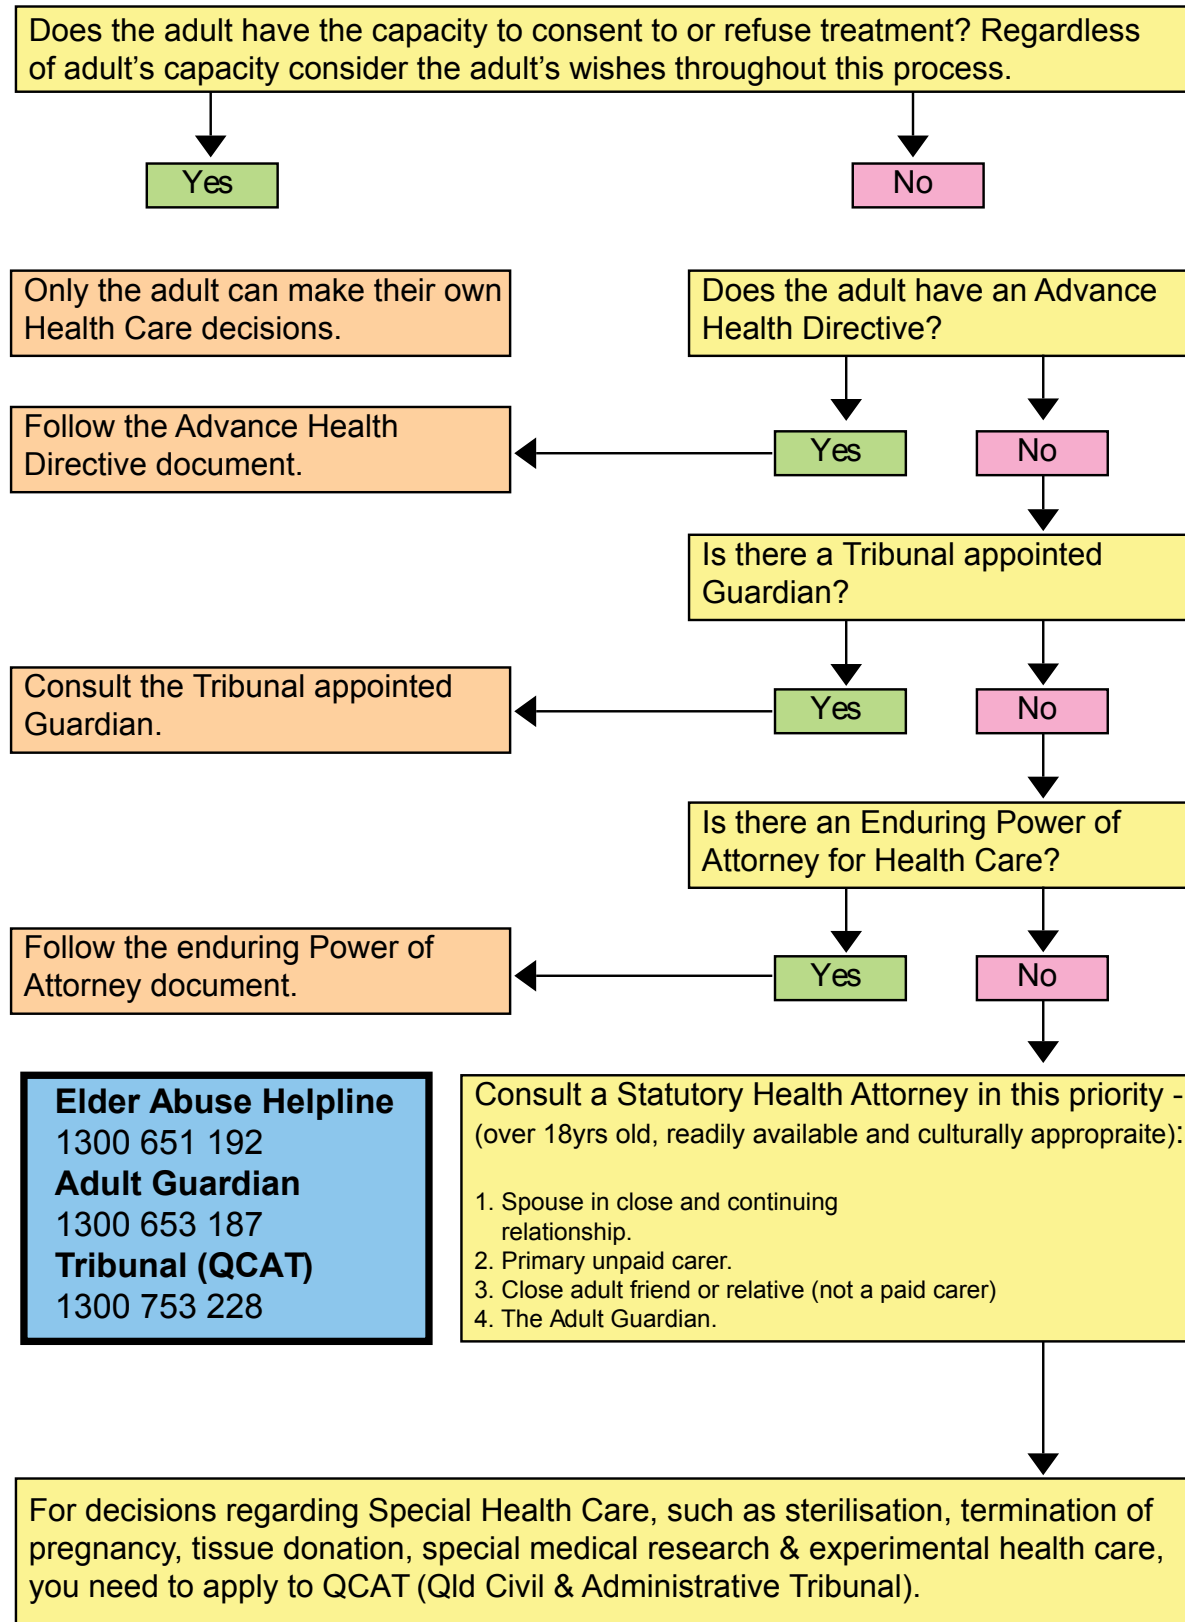 Does the adult have the capacity to consent to or refuse treatment? Regardless
of adult’s capacity consider the adult’s wishes throughout this process.
Yes
No
Only the adult can make their own
Health Care decisions.
Does the adult have an Advance
Health Directive?
Follow the Advance Health
Directive document.
Yes
No
Is there a Tribunal appointed
Guardian?
Consult the Tribunal appointed
Guardian.
Yes
No
Is there an Enduring Power of
Attorney for Health Care?
Follow the enduring Power of
Attorney document.
Yes
No
Elder Abuse Helpline
1300 651 192
Adult Guardian
1300 653 187
Tribunal (QCAT)
1300 753 228
Consult a Statutory Health Attorney in this priority -
(over 18yrs old, readily available and culturally appropraite):
1. Spouse in close and continuing
relationship.
2. Primary unpaid carer.
3. Close adult friend or relative (not a paid carer)
4. The Adult Guardian.
For decisions regarding Special Health Care, such as sterilisation, termination of
pregnancy, tissue donation, special medical research & experimental health care,
you need to apply to QCAT (Qld Civil & Administrative Tribunal).